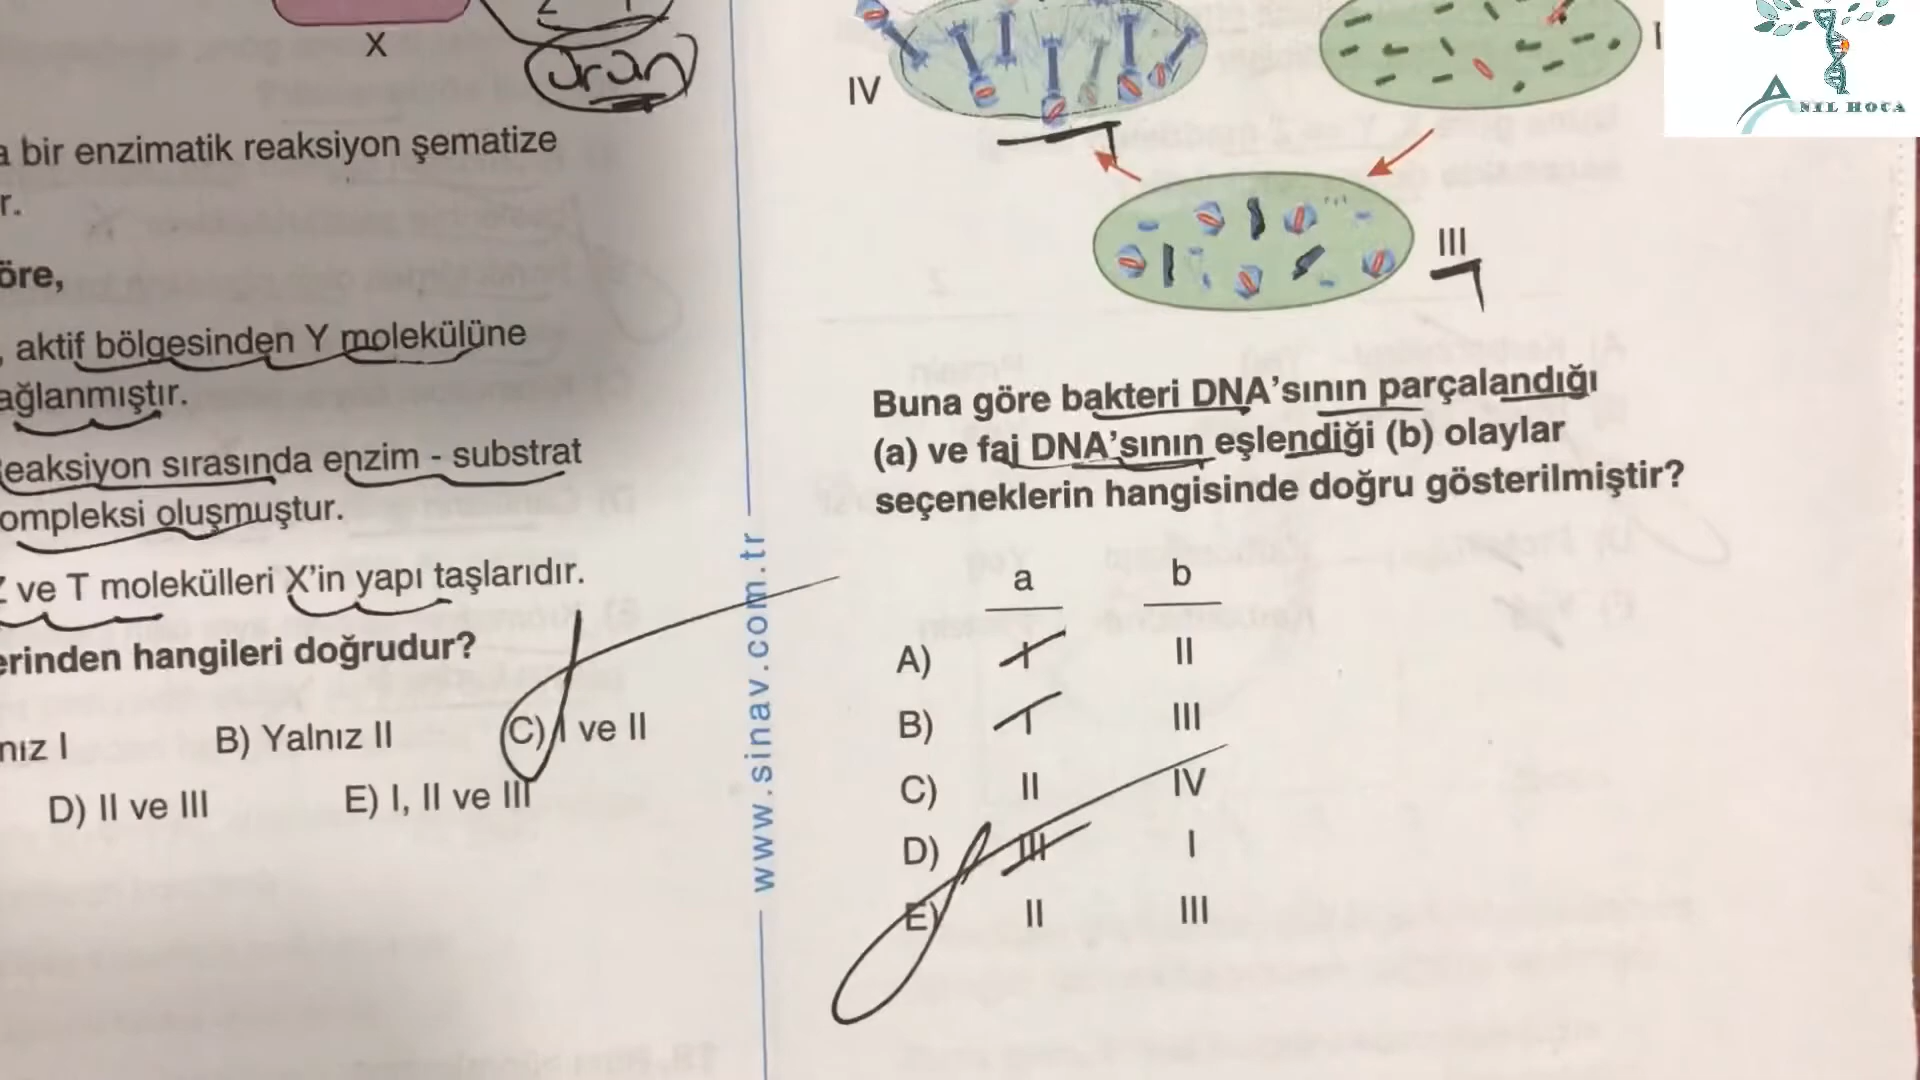 X
ürün
a bir enzimatik reaksiyon şematize
r.
öre,
, aktif bölgesinden Y molekülüne
ağlanmıştır.
eaksiyon sırasında enzim - substrat
ompleksi oluşmuştur.
Z ve T molekülleri X'in yapı taşlarıdır.
erinden hangileri doğrudur?
nız I B) Yalnız II C) I ve II
D) II ve III E) I, II ve III
www.sinav.com.tr
IV
III
Buna göre bakteri DNA'sının parçalandığı
(a) ve faj DNA'sının eşlendiği (b) olaylar
seçeneklerin hangisinde doğru gösterilmiştir?
a b
A) I II
B) I III
C) II IV
D) III I
E) II III
ANIL HOCA